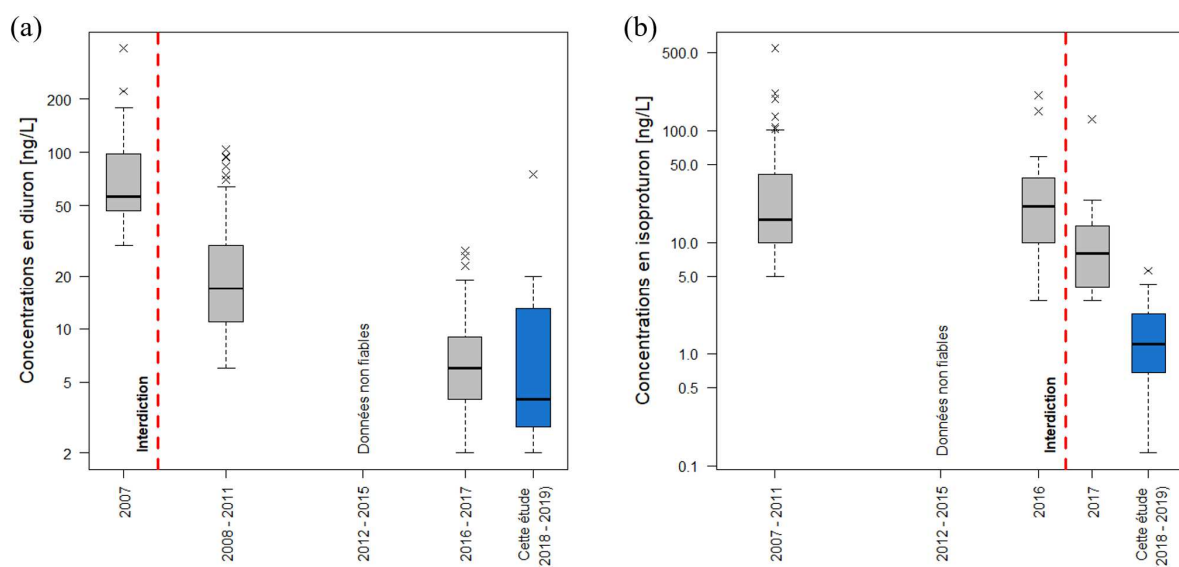 (a)
Concentrations en diuron [ng/L]
200
100
50
20
10
5
2
Interdiction
Données non fiables
2007
2008 - 2011
2012 - 2015
2016 - 2017
Cette étude
2018 - 2019)
(b)
Concentrations en isoproturon [ng/L]
500.0
100.0
50.0
10.0
5.0
1.0
0.5
0.1
Données non fiables
Interdiction
2007 - 2011
2012 - 2015
2016
2017
Cette étude
2018 - 2019)